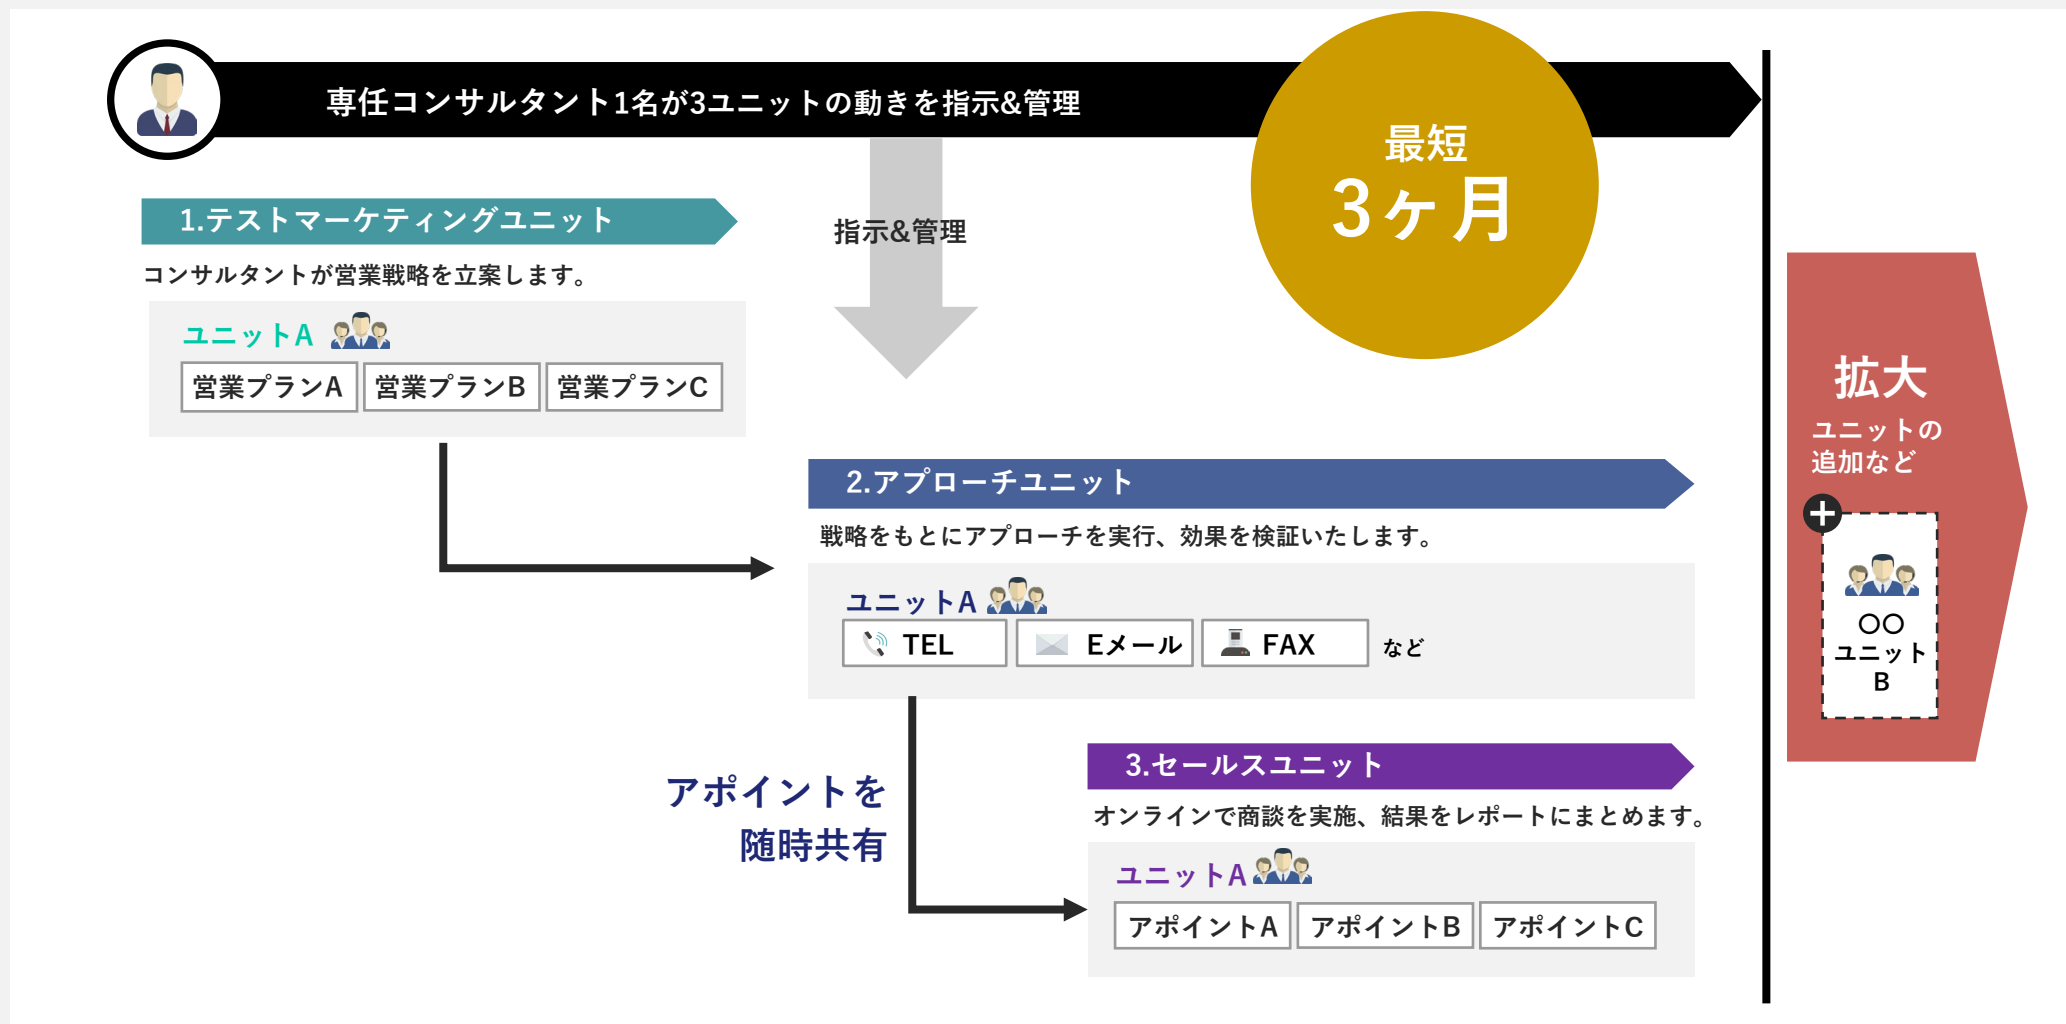 専任コンサルタント1名が3ユニットの動きを指示&管理
最短
3ヶ月
1.テストマーケティングユニット
コンサルタントが営業戦略を立案します。
ユニットA
営業プランA
営業プランB
営業プランC
指示&管理
2.アプローチユニット
戦略をもとにアプローチを実行、効果を検証いたします。
ユニットA
TEL
Eメール
FAX
など
アポイントを
随時共有
3.セールスユニット
オンラインで商談を実施、結果をレポートにまとめます。
ユニットA
アポイントA
アポイントB
アポイントC
拡大
ユニットの
追加など
○○
ユニット
B